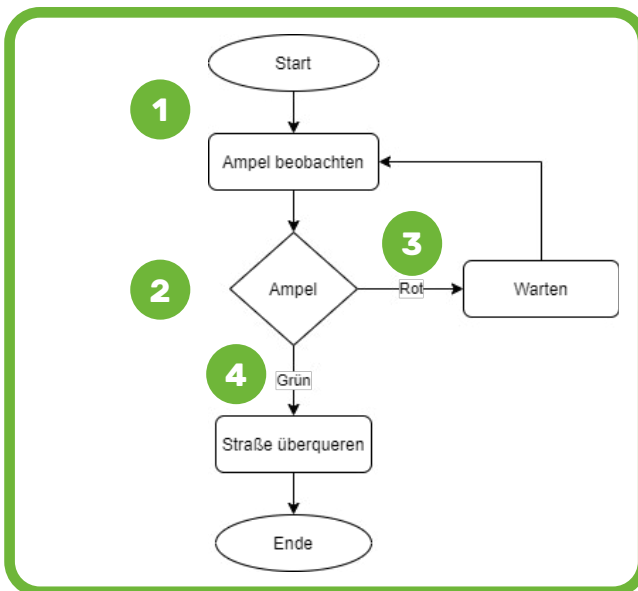 Start
1
Ampel beobachten
2
Ampel
3
Rot
Warten
4
Grün
Straße überqueren
Ende